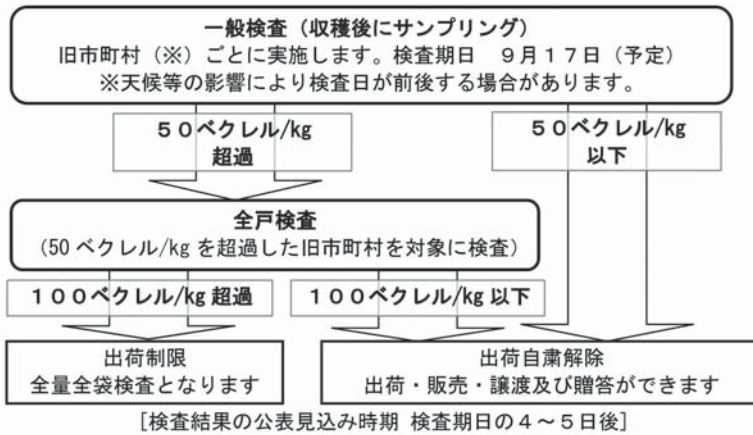 一般検査（収穫後にサンプリング）
旧市町村（※）ごとに実施します。検査期日　９月１７日（予定）
※天候等の影響により検査日が前後する場合があります。
５０ベクレル/kg
超過
５０ベクレル/kg
以下
全戸検査
（50 ベクレル/kg を超過した旧市町村を対象に検査）
１００ベクレル/kg 超過
１００ベクレル/kg 以下
出荷制限
全量全袋検査となります
出荷自粛解除
出荷・販売・譲渡及び贈答ができます
［検査結果の公表見込み時期 検査期日の４～５日後］